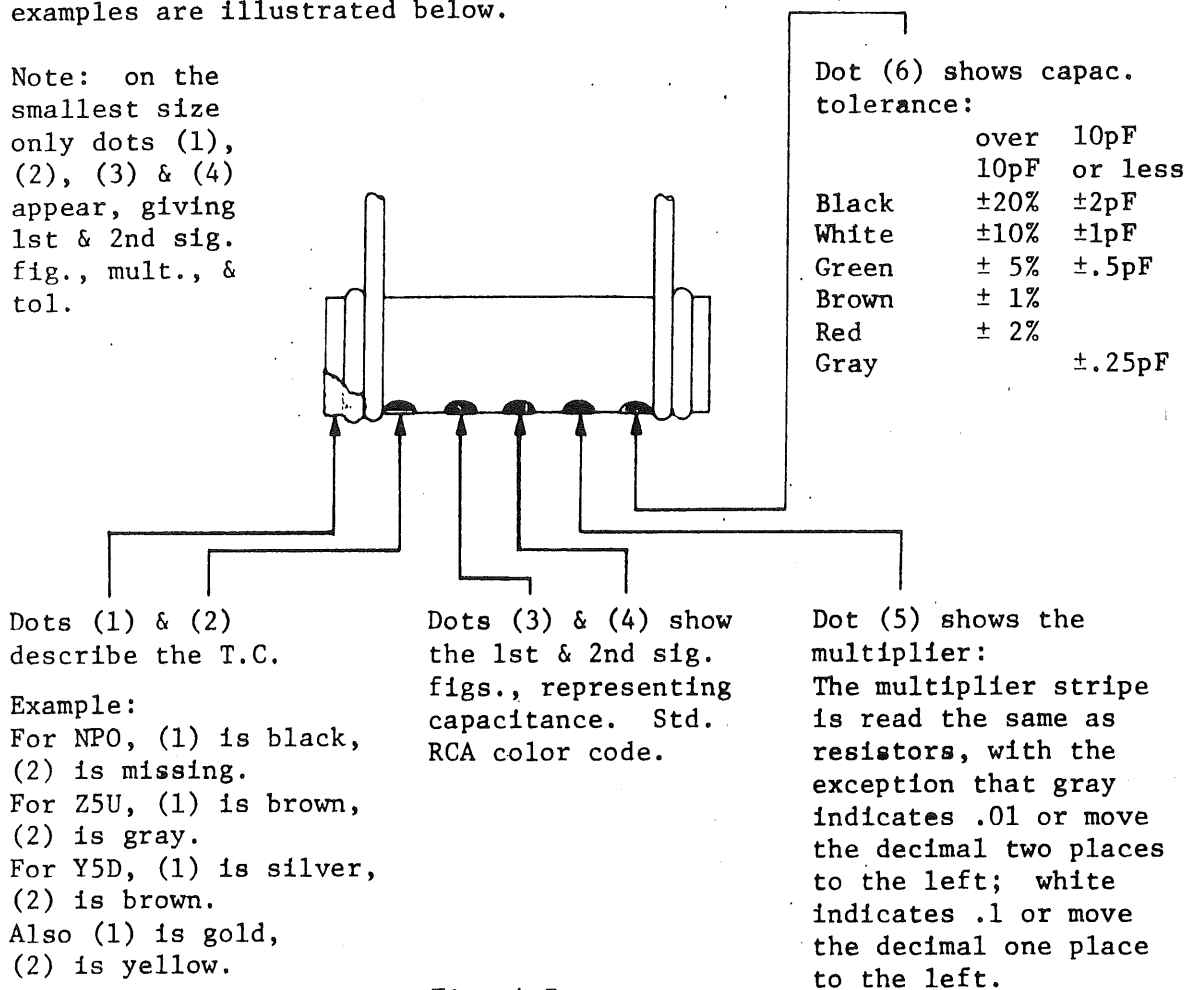 examples are illustrated below.
Note: on the
smallest size
only dots (1),
(2), (3) & (4)
appear, giving
1st & 2nd sig.
fig., mult., &
tol.
Dot (6) shows capac.
tolerance:
over 10pF
10pF or less
Black ±20% ±2pF
White ±10% ±1pF
Green ± 5% ±.5pF
Brown ± 1%
Red ± 2%
Gray ±.25pF
Dots (1) & (2)
describe the T.C.
Example:
For NPO, (1) is black,
(2) is missing.
For Z5U, (1) is brown,
(2) is gray.
For Y5D, (1) is silver,
(2) is brown.
Also (1) is gold,
(2) is yellow.
Dots (3) & (4) show
the 1st & 2nd sig.
figs., representing
capacitance. Std.
RCA color code.
Dot (5) shows the
multiplier:
The multiplier stripe
is read the same as
resistors, with the
exception that gray
indicates .01 or move
the decimal two places
to the left; white
indicates .1 or move
the decimal one place
to the left.